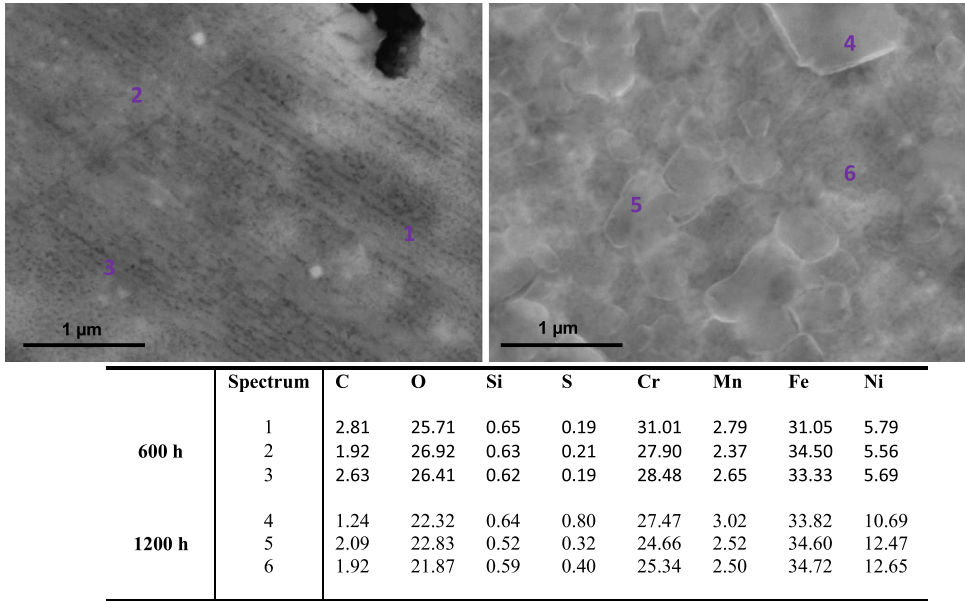 2
1
3
1 µm
4
5
6
1 µm
Spectrum C O Si S Cr Mn Fe Ni
1 2.81 25.71 0.65 0.19 31.01 2.79 31.05 5.79
600 h 2 1.92 26.92 0.63 0.21 27.90 2.37 34.50 5.56
3 2.63 26.41 0.62 0.19 28.48 2.65 33.33 5.69
4 1.24 22.32 0.64 0.80 27.47 3.02 33.82 10.69
1200 h 5 2.09 22.83 0.52 0.32 24.66 2.52 34.60 12.47
6 1.92 21.87 0.59 0.40 25.34 2.50 34.72 12.65